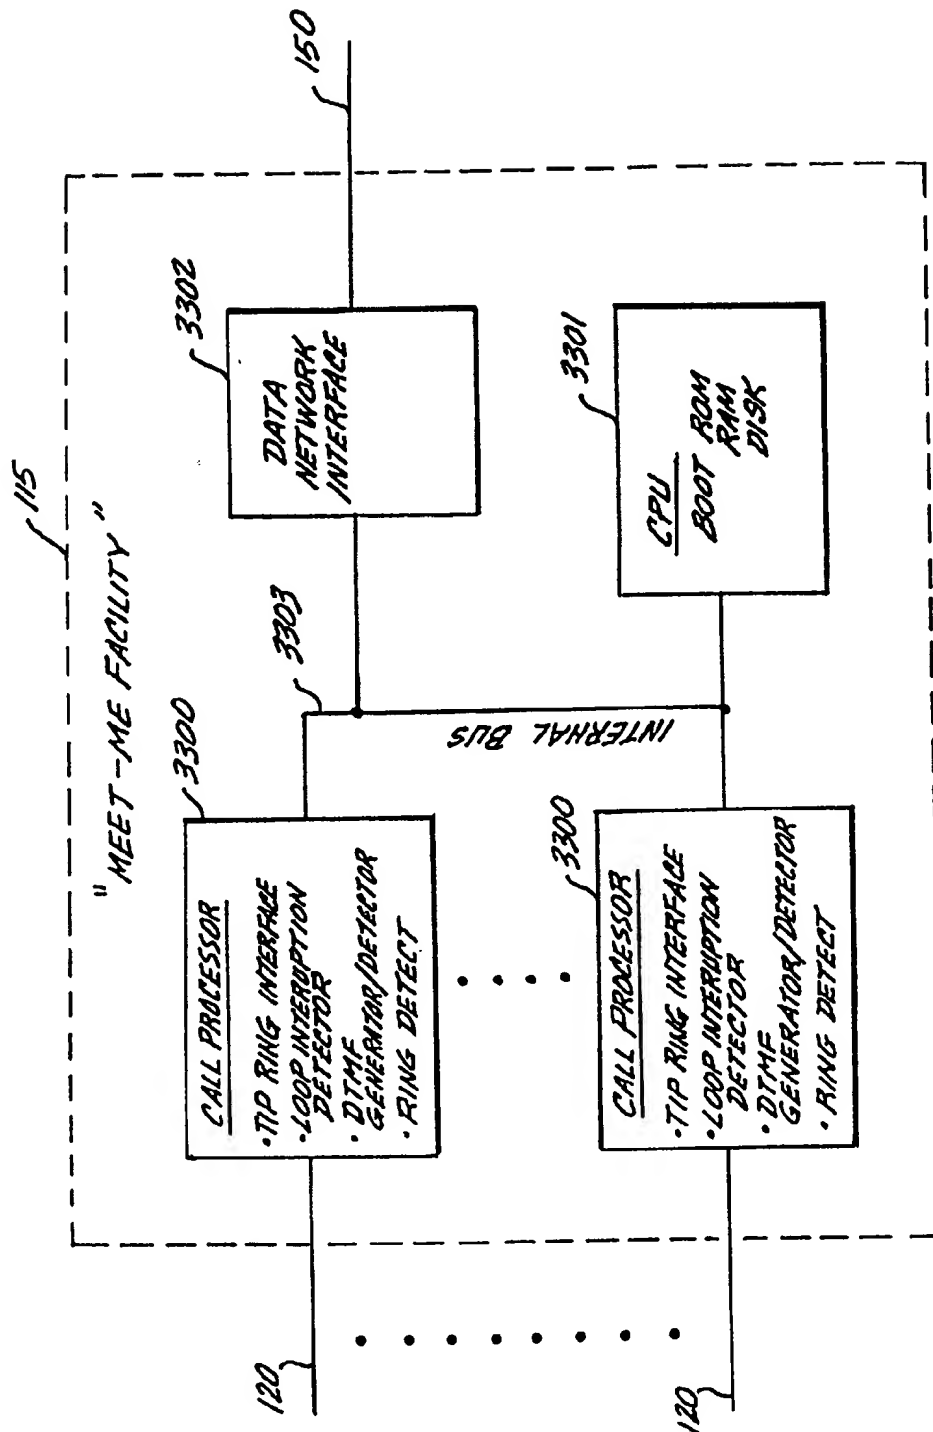 115
"MEET-ME FACILITY"
150
3302
DATA
NETWORK
INTERFACE
3301
CPU
BOOT ROM
RAM
DISK
3303
INTERNAL BUS
3300
CALL PROCESSOR
• TIP RING INTERFACE
• LOOP INTERUPTION
DETECTOR
• DTMF
GENERATOR/DETECTOR
• RING DETECT
3300
CALL PROCESSOR
• TIP RING INTERFACE
• LOOP INTERUPTION
DETECTOR
• DTMF
GENERATOR/DETECTOR
• RING DETECT
120
120